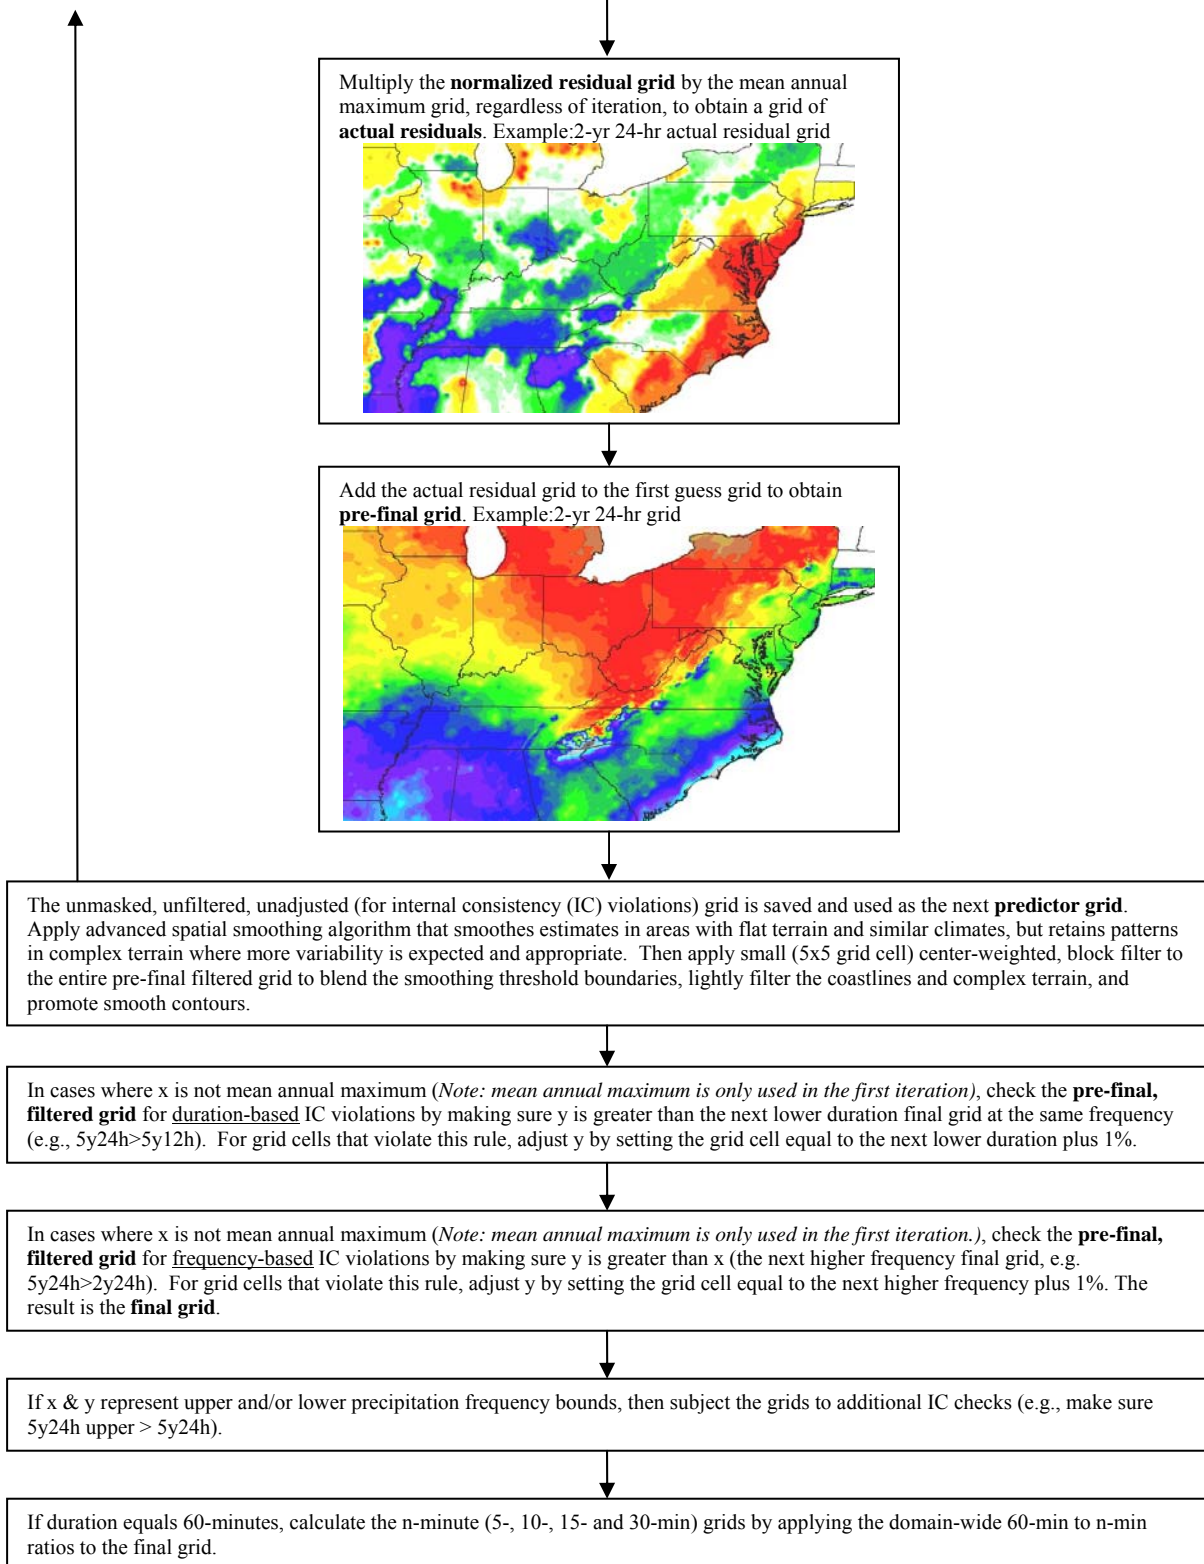 Multiply the normalized residual grid by the mean annual
maximum grid, regardless of iteration, to obtain a grid of
actual residuals. Example:2-yr 24-hr actual residual grid
Add the actual residual grid to the first guess grid to obtain
pre-final grid. Example:2-yr 24-hr grid
The unmasked, unfiltered, unadjusted (for internal consistency (IC) violations) grid is saved and used as the next predictor grid.
Apply advanced spatial smoothing algorithm that smoothes estimates in areas with flat terrain and similar climates, but retains patterns
in complex terrain where more variability is expected and appropriate. Then apply small (5x5 grid cell) center-weighted, block filter to
the entire pre-final filtered grid to blend the smoothing threshold boundaries, lightly filter the coastlines and complex terrain, and
promote smooth contours.
In cases where x is not mean annual maximum (Note: mean annual maximum is only used in the first iteration), check the pre-final,
filtered grid for duration-based IC violations by making sure y is greater than the next lower duration final grid at the same frequency
(e.g., 5y24h>5y12h). For grid cells that violate this rule, adjust y by setting the grid cell equal to the next lower duration plus 1%.
In cases where x is not mean annual maximum (Note: mean annual maximum is only used in the first iteration.), check the pre-final,
filtered grid for frequency-based IC violations by making sure y is greater than x (the next higher frequency final grid, e.g.
5y24h>2y24h). For grid cells that violate this rule, adjust y by setting the grid cell equal to the next higher frequency plus 1%. The
result is the final grid.
If x & y represent upper and/or lower precipitation frequency bounds, then subject the grids to additional IC checks (e.g., make sure
5y24h upper > 5y24h).
If duration equals 60-minutes, calculate the n-minute (5-, 10-, 15- and 30-min) grids by applying the domain-wide 60-min to n-min
ratios to the final grid.